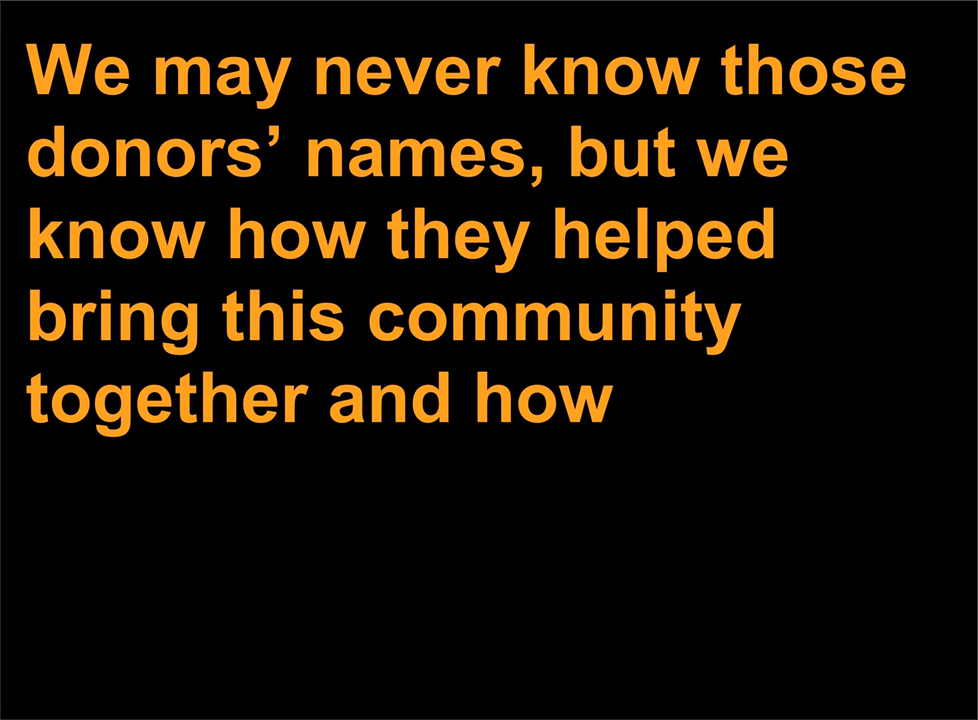 We may never know those
donors’ names, but we
know how they helped
bring this community
together and how